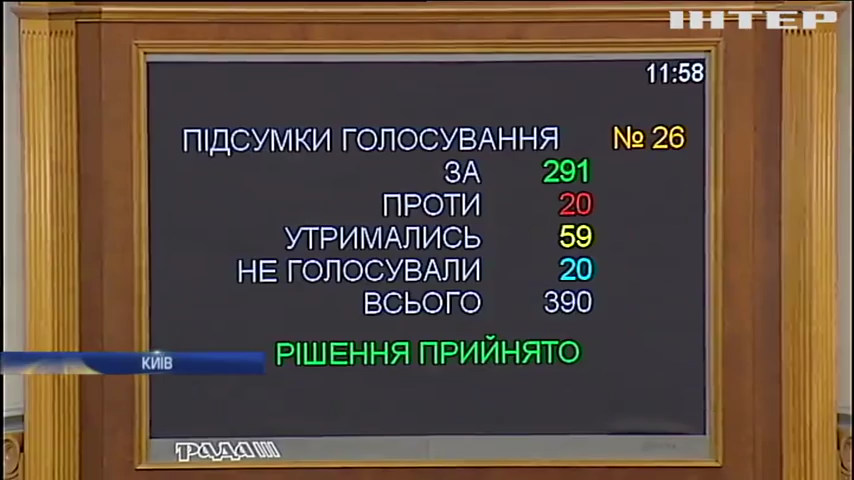 ІНТЕР
11:58
ПІДСУМКИ ГОЛОСУВАННЯ № 26
ЗА 291
ПРОТИ 20
УТРИМАЛИСЬ 59
НЕ ГОЛОСУВАЛИ 20
ВСЬОГО 390
РІШЕННЯ ПРИЙНЯТО
КИЇВ
РАДА